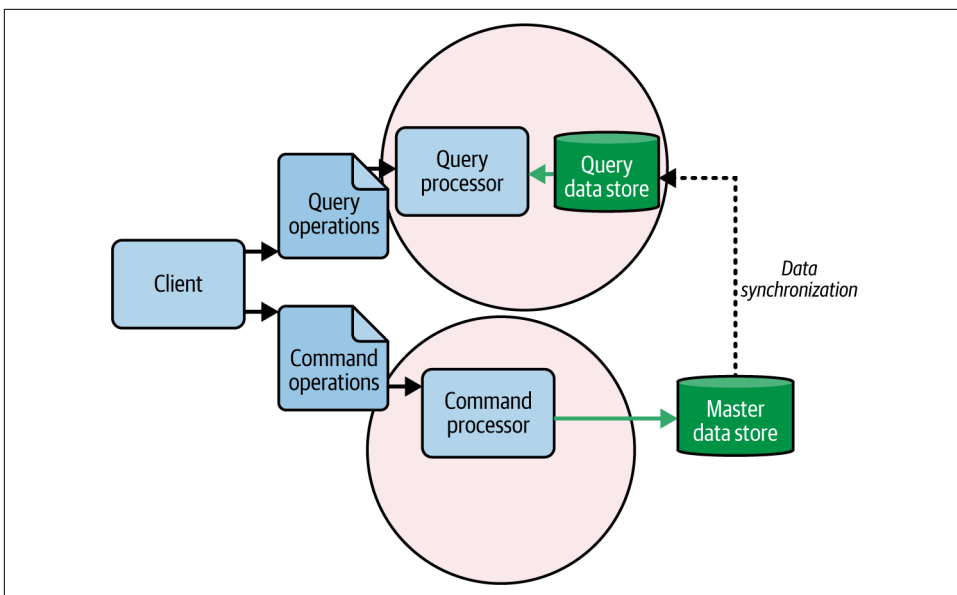 Query
processor
Query
data store
Query
operations
Client
Data
synchronization
Command
operations
Command
processor
Master
data store